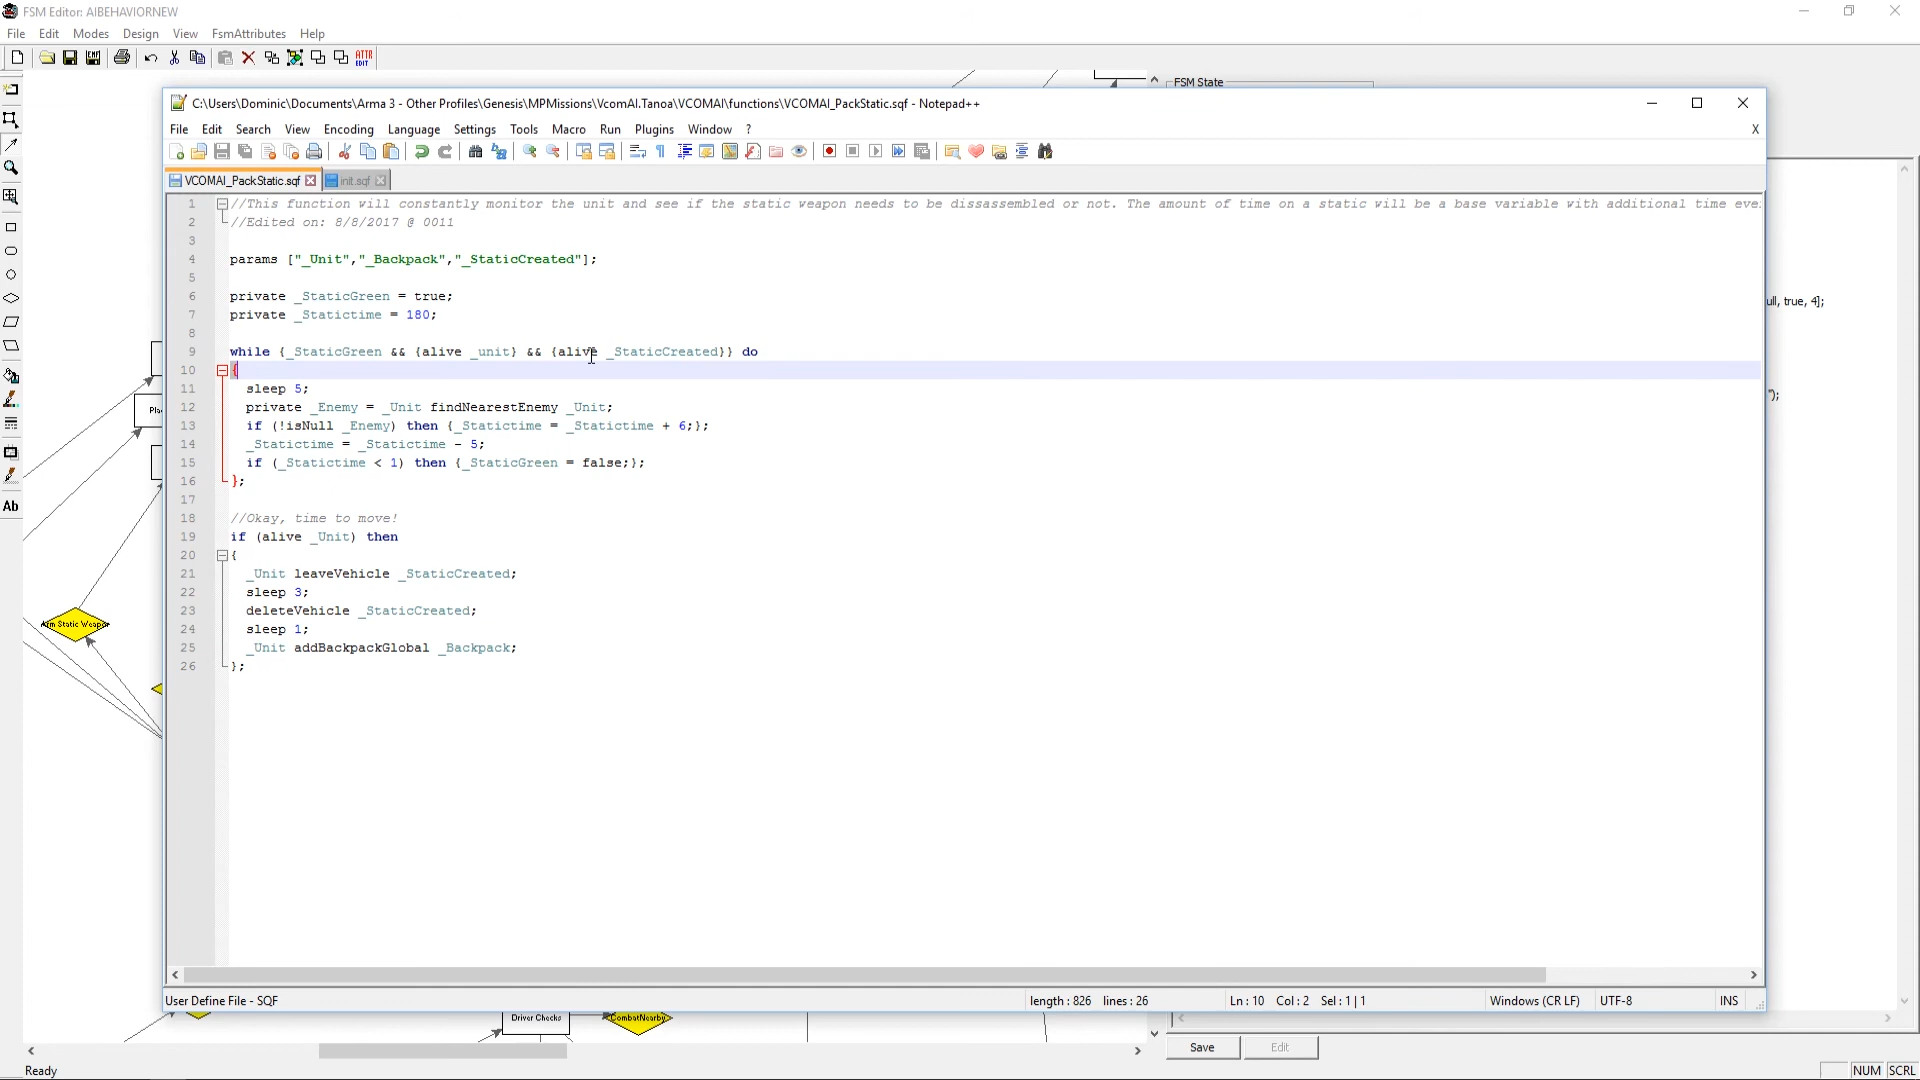 FSM Editor: AIBEHAVIORNEW
File Edit Modes Design View FsmAttributes Help
ATTR
EDIT
FSM State
C:\Users\Dominic\Documents\Arma 3 - Other Profiles\Genesis\MPMissions\VcomAI.Tanoa\VCOMAI\functions\VCOMAI_PackStatic.sqf - Notepad++
File Edit Search View Encoding Language Settings Tools Macro Run Plugins Window ? X
VCOMAI_PackStatic.sqf init.sqf
1 //This function will constantly monitor the unit and see if the static weapon needs to be dissassembled or not. The amount of time on a static will be a base variable with additional time eve
2 //Edited on: 8/8/2017 @ 0011
3
4 params ["_Unit","_Backpack","_StaticCreated"];
5
6 private _StaticGreen = true;
7 private _Statictime = 180;
8
9 while {_StaticGreen && {alive _unit} && {alive _StaticCreated}} do
10 {
11 sleep 5;
12 private _Enemy = _Unit findNearestEnemy _Unit;
13 if (!isNull _Enemy) then {_Statictime = _Statictime + 6;};
14 _Statictime = _Statictime - 5;
15 if (_Statictime < 1) then {_StaticGreen = false;};
16 };
17
18 //Okay, time to move!
19 if (alive _Unit) then
20 {
21 _Unit leaveVehicle _StaticCreated;
22 sleep 3;
23 deleteVehicle _StaticCreated;
24 sleep 1;
25 _Unit addBackpackGlobal _Backpack;
26 };
ull, true, 4];
");
Pla
Arm Static Weapon
Ab
User Define File - SQF length : 826 lines : 26 Ln : 10 Col : 2 Sel : 1 | 1 Windows (CR LF) UTF-8 INS
Driver Checks CombatNearby
Save Edit
Ready NUM SCRL